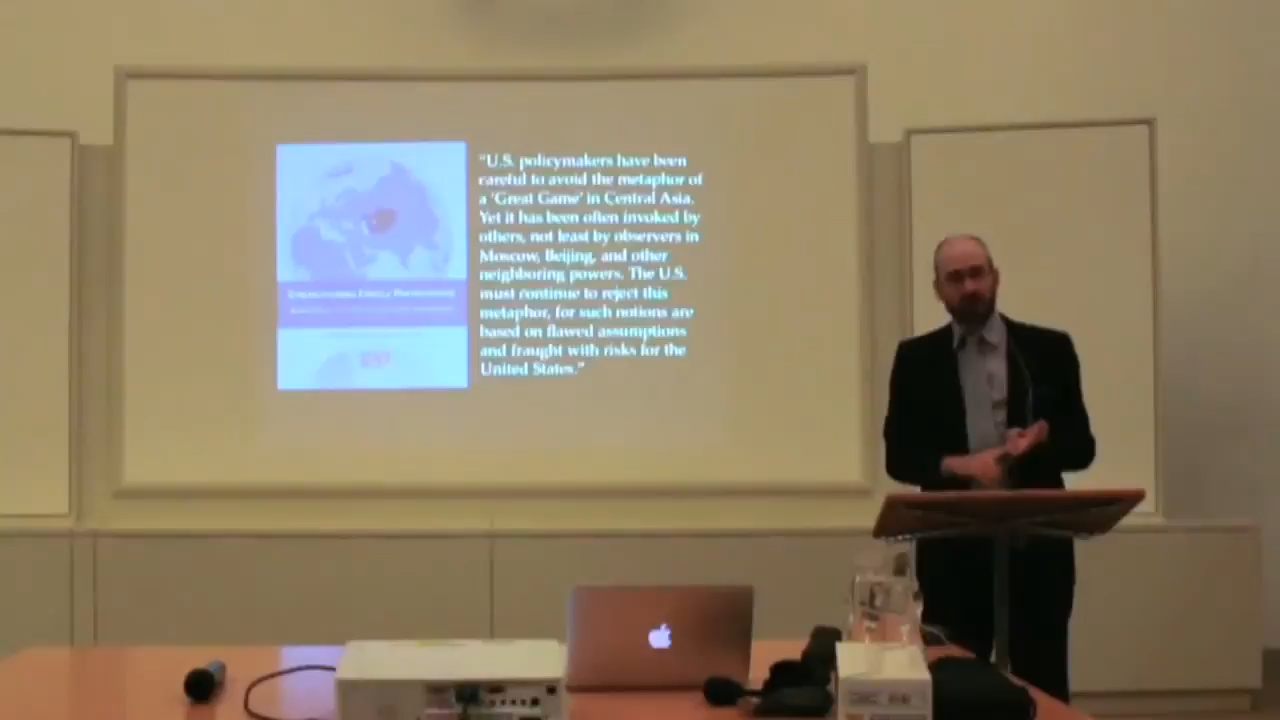 “U.S. policymakers have been
careful to avoid the metaphor of
a ‘Great Game’ in Central Asia.
Yet it has been often invoked by
others, not least by observers in
Moscow, Beijing, and other
neighboring powers. The U.S.
must continue to reject this
metaphor, for such notions are
based on flawed assumptions
and fraught with risks for the
United States.”